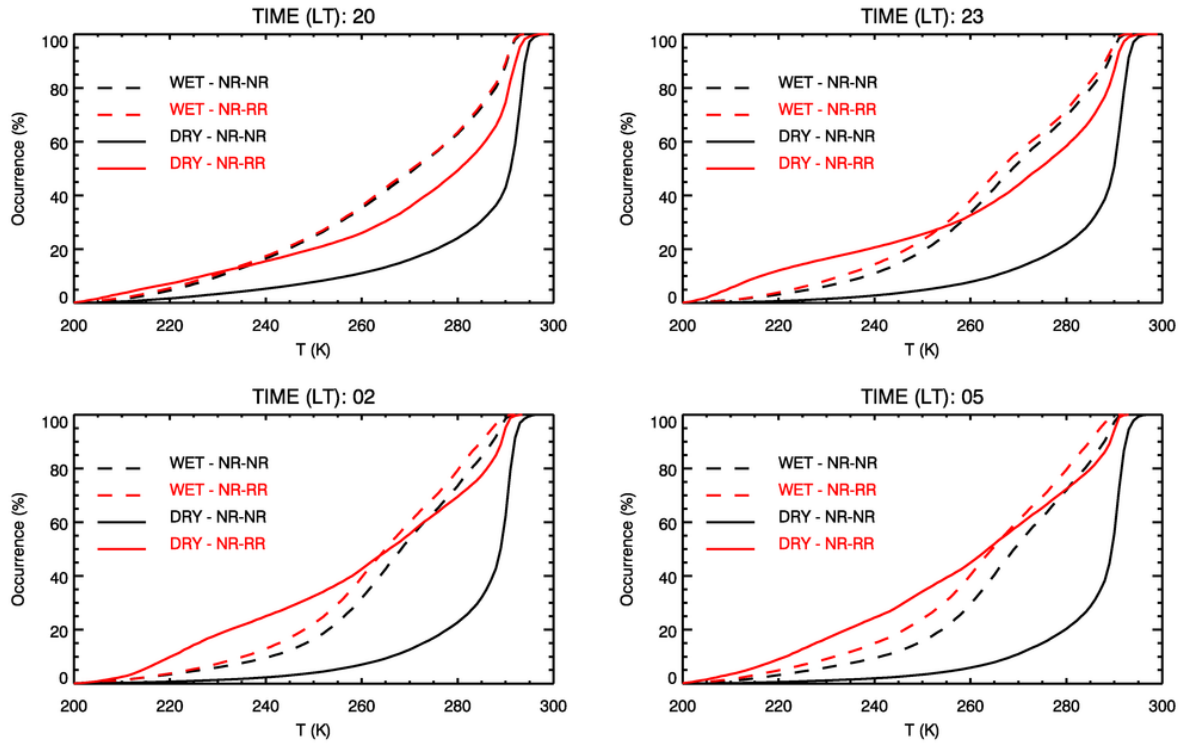 TIME (LT): 20
100
80
60
40
20
0
Occurrence (%)
WET - NR-NR
WET - NR-RR
DRY - NR-NR
DRY - NR-RR
200 220 240 260 280 300
T (K)
TIME (LT): 23
100
80
60
40
20
0
Occurrence (%)
WET - NR-NR
WET - NR-RR
DRY - NR-NR
DRY - NR-RR
200 220 240 260 280 300
T (K)
TIME (LT): 02
100
80
60
40
20
0
Occurrence (%)
WET - NR-NR
WET - NR-RR
DRY - NR-NR
DRY - NR-RR
200 220 240 260 280 300
T (K)
TIME (LT): 05
100
80
60
40
20
0
Occurrence (%)
WET - NR-NR
WET - NR-RR
DRY - NR-NR
DRY - NR-RR
200 220 240 260 280 300
T (K)